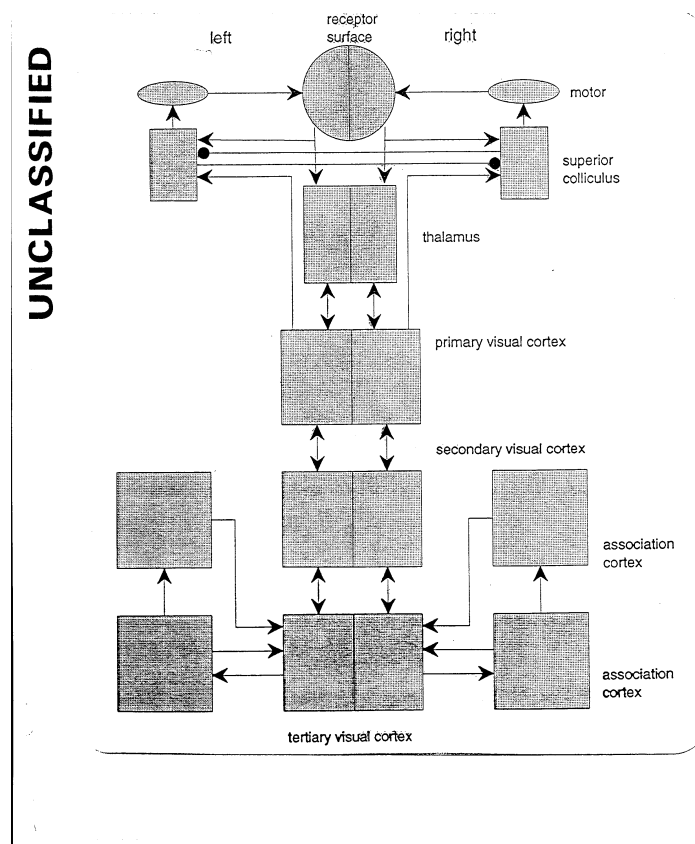 UNCLASSIFIED
left
receptor
surface
right
motor
superior
colliculus
thalamus
primary visual cortex
secondary visual cortex
association
cortex
association
cortex
tertiary visual cortex